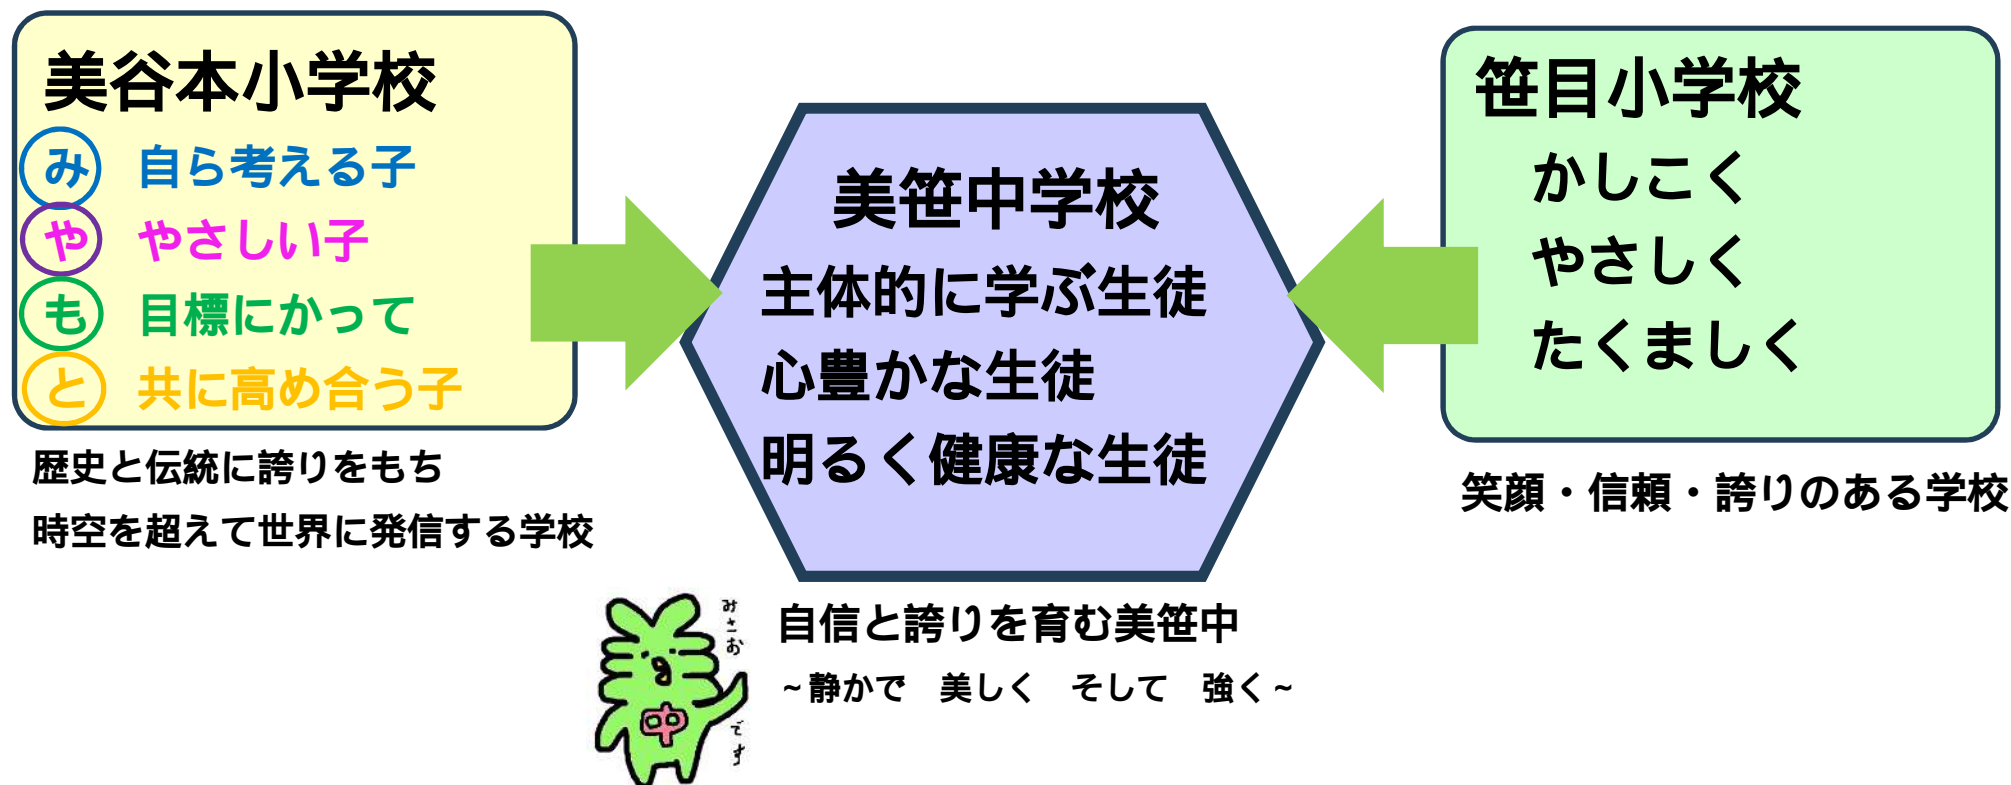 美谷本小学校
み 自ら考える子
や やさしい子
も 目標にかって
と 共に高め合う子
歴史と伝統に誇りをもち
時空を超えて世界に発信する学校
美笹中学校
主体的に学ぶ生徒
心豊かな生徒
明るく健康な生徒
自信と誇りを育む美笹中
~静かで 美しく そして 強く~
みさお
です
中
笹目小学校
かしこく
やさしく
たくましく
笑顔・信頼・誇りのある学校